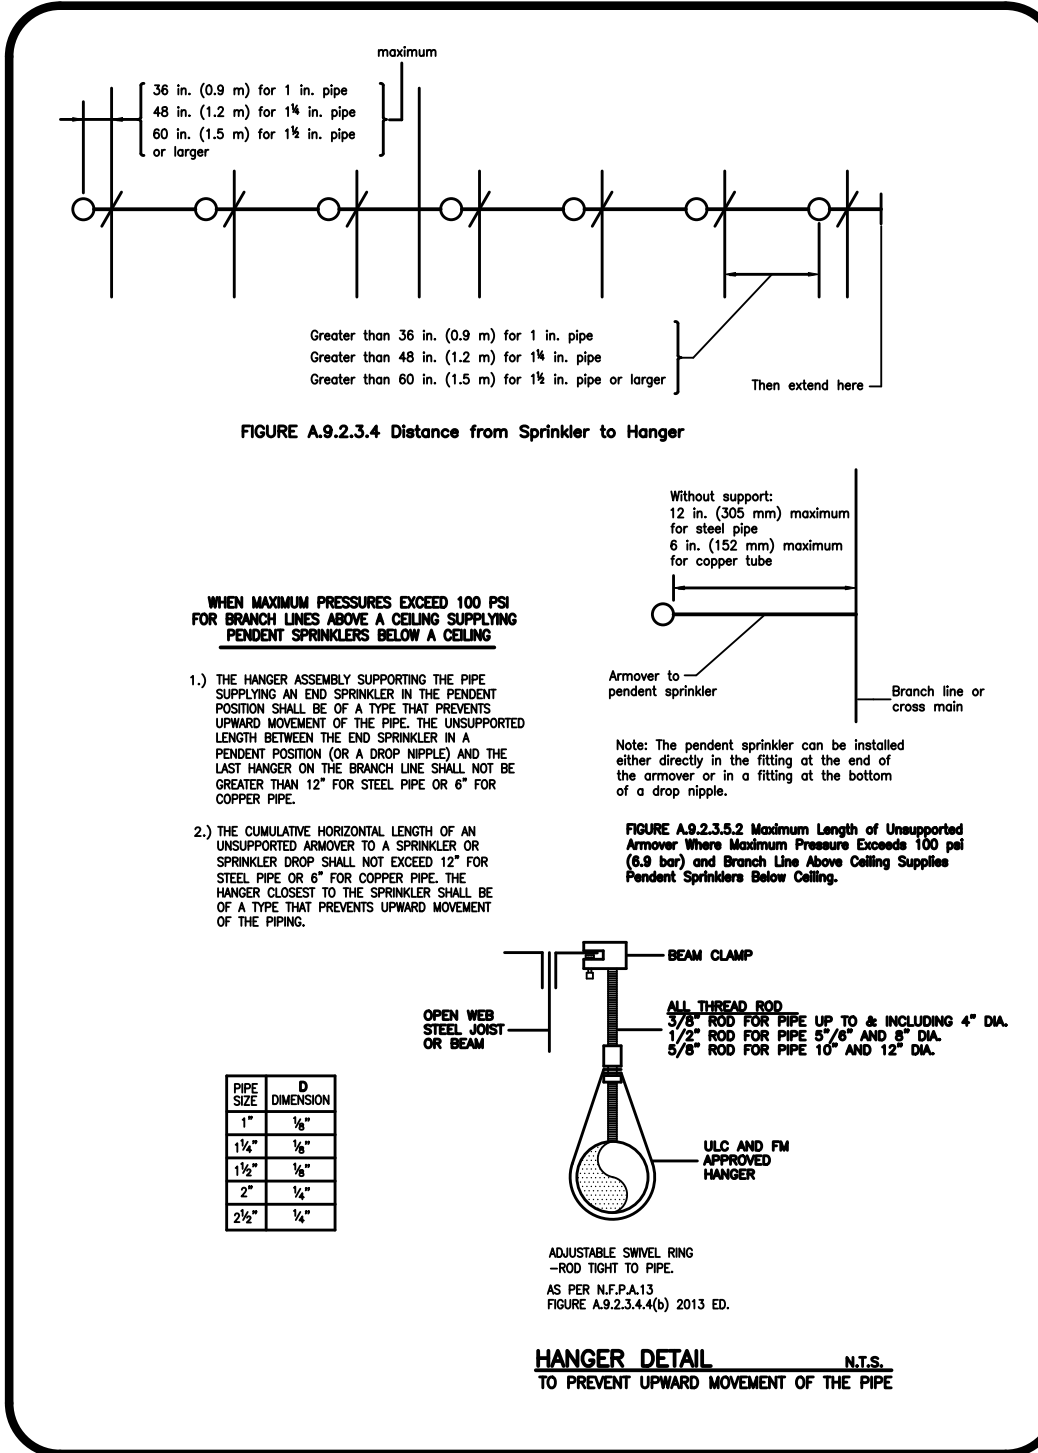 maximum
36 in. (0.9 m) for 1 in. pipe
48 in. (1.2 m) for 1¼ in. pipe
60 in. (1.5 m) for 1½ in. pipe
or larger
Greater than 36 in. (0.9 m) for 1 in. pipe
Greater than 48 in. (1.2 m) for 1¼ in. pipe
Greater than 60 in. (1.5 m) for 1½ in. pipe or larger
Then extend here
FIGURE A.9.2.3.4 Distance from Sprinkler to Hanger
Without support:
12 in. (305 mm) maximum
for steel pipe
6 in. (152 mm) maximum
for copper tube
Armover to
pendent sprinkler
Branch line or
cross main
Note: The pendent sprinkler can be installed
either directly in the fitting at the end of
the armover or in a fitting at the bottom
of a drop nipple.
FIGURE A.9.2.3.5.2 Maximum Length of Unsupported
Armover Where Maximum Pressure Exceeds 100 psi
(6.9 bar) and Branch Line Above Ceiling Supplies
Pendent Sprinklers Below Ceiling.
WHEN MAXIMUM PRESSURES EXCEED 100 PSI
FOR BRANCH LINES ABOVE A CEILING SUPPLYING
PENDENT SPRINKLERS BELOW A CEILING
1.) THE HANGER ASSEMBLY SUPPORTING THE PIPE
SUPPLYING AN END SPRINKLER IN THE PENDENT
POSITION SHALL BE OF A TYPE THAT PREVENTS
UPWARD MOVEMENT OF THE PIPE. THE UNSUPPORTED
LENGTH BETWEEN THE END SPRINKLER IN A
PENDENT POSITION (OR A DROP NIPPLE) AND THE
LAST HANGER ON THE BRANCH LINE SHALL NOT BE
GREATER THAN 12" FOR STEEL PIPE OR 6" FOR
COPPER PIPE.
2.) THE CUMULATIVE HORIZONTAL LENGTH OF AN
UNSUPPORTED ARMOVER TO A SPRINKLER OR
SPRINKLER DROP SHALL NOT EXCEED 12" FOR
STEEL PIPE OR 6" FOR COPPER PIPE. THE
HANGER CLOSEST TO THE SPRINKLER SHALL BE
OF A TYPE THAT PREVENTS UPWARD MOVEMENT
OF THE PIPING.
BEAM CLAMP
OPEN WEB
STEEL JOIST
OR BEAM
ALL THREAD ROD
3/8" ROD FOR PIPE UP TO & INCLUDING 4" DIA.
1/2" ROD FOR PIPE 5"/6" AND 8" DIA.
5/8" ROD FOR PIPE 10" AND 12" DIA.
ULC AND FM
APPROVED
HANGER
PIPE SIZE D DIMENSION
1" ⅛"
1¼" ⅛"
1½" ⅛"
2" ¼"
2½" ¼"
ADJUSTABLE SWIVEL RING
-ROD TIGHT TO PIPE.
AS PER N.F.P.A.13
FIGURE A.9.2.3.4.4(b) 2013 ED.
HANGER DETAIL N.T.S.
TO PREVENT UPWARD MOVEMENT OF THE PIPE